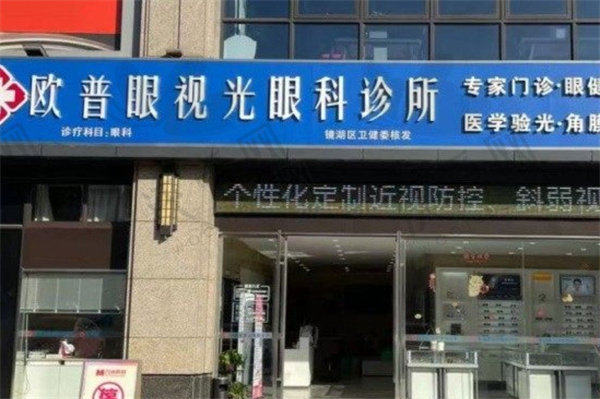 欧普眼视光眼科诊所
专家门诊·眼健
诊疗科目:眼科
镜湖区卫健委核发
医学验光·角膜
个性化定制近视防控、斜弱视